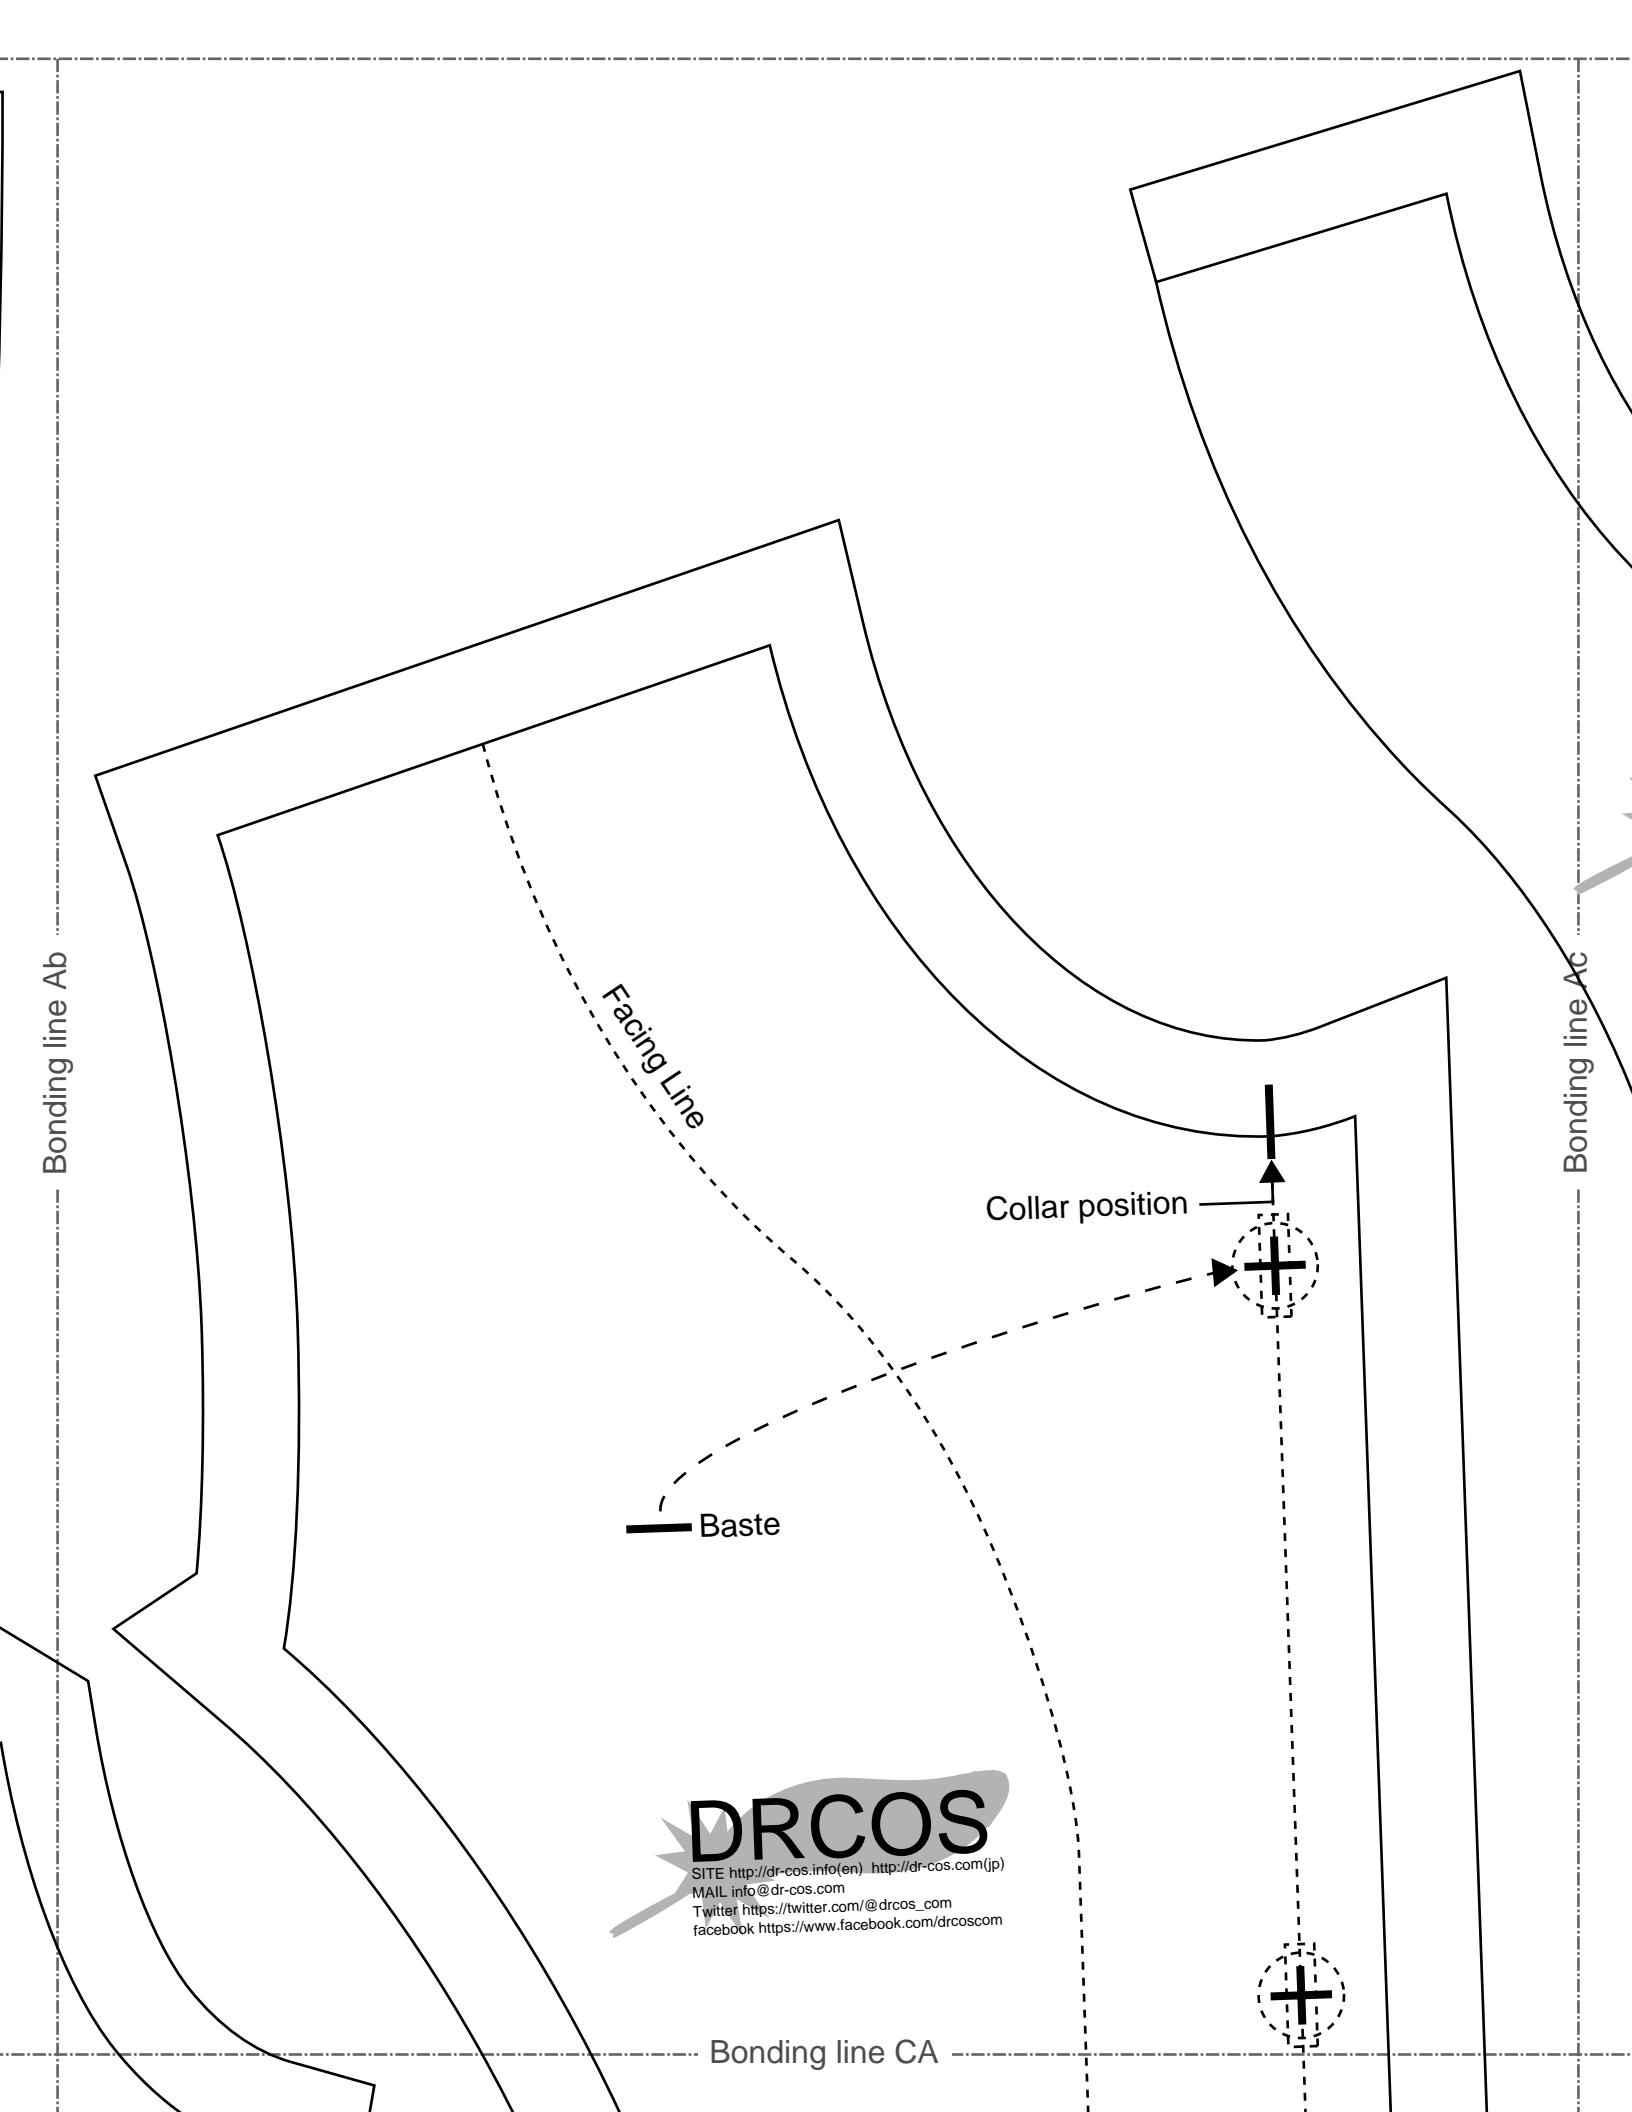 Bonding line Ab
Bonding line Ac
Facing Line
Collar position
Baste
DRCOS
SITE http://dr-cos.info(en)  http://dr-cos.com(jp)
MAIL info@dr-cos.com
Twitter https://twitter.com/@drcos_com
facebook https://www.facebook.com/drcoscom
Bonding line CA